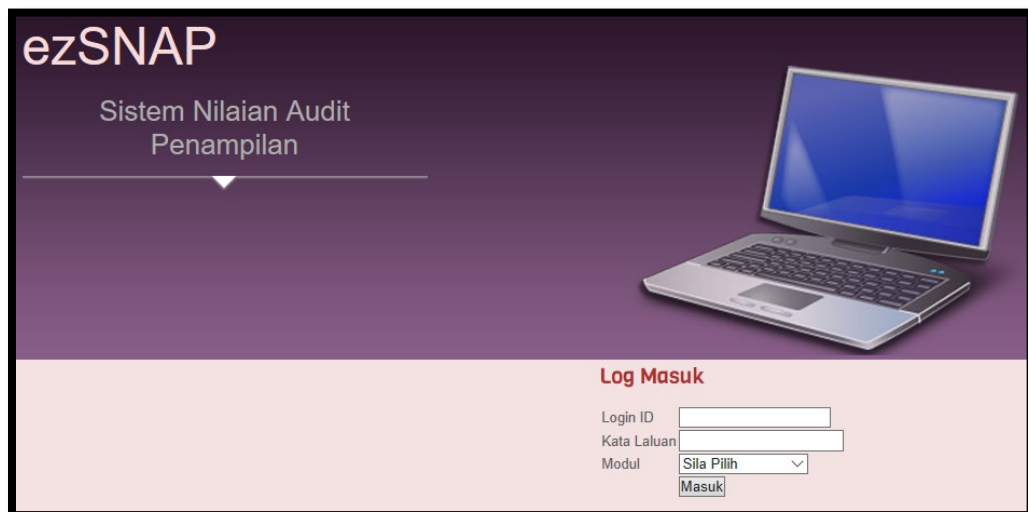 ezSNAP
Sistem Nilaian Audit
Penampilan
Log Masuk
Login ID
Kata Laluan
Modul Sila Pilih
Masuk